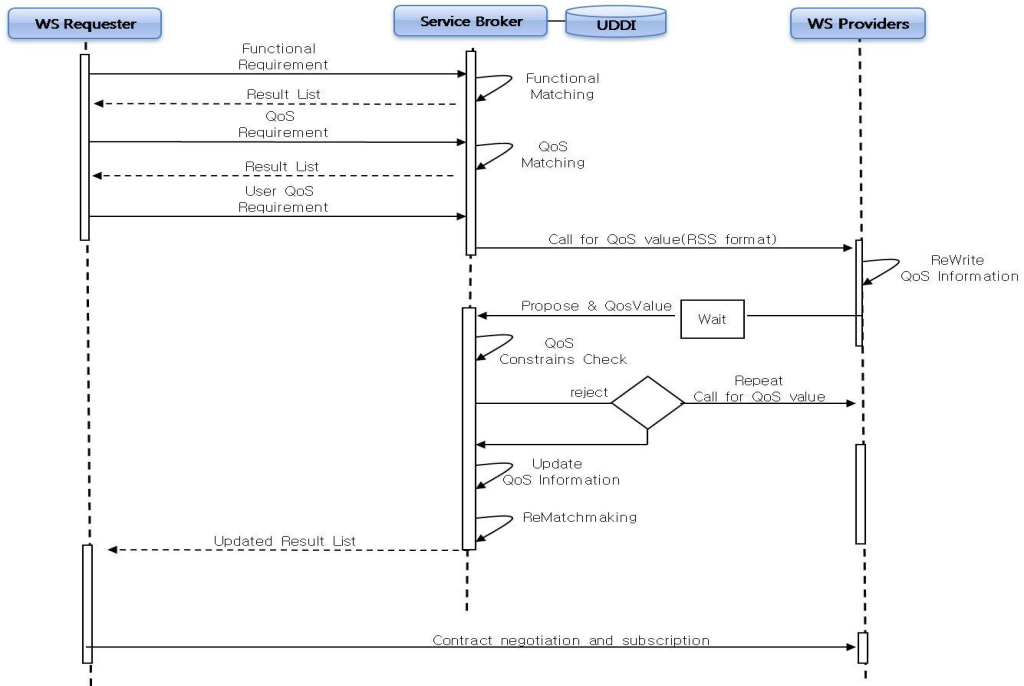 WS Requester
Service Broker
UDDI
WS Providers
Functional
Requirement
Functional
Matching
Result List
QoS
Requirement
QoS
Matching
Result List
User QoS
Requirement
Call for QoS value(RSS format)
ReWrite
QoS Information
Propose & QosValue
Wait
QoS
Constrains Check
reject
Repeat
Call for QoS value
Update
QoS Information
ReMatchmaking
Updated Result List
Contract negotiation and subscription